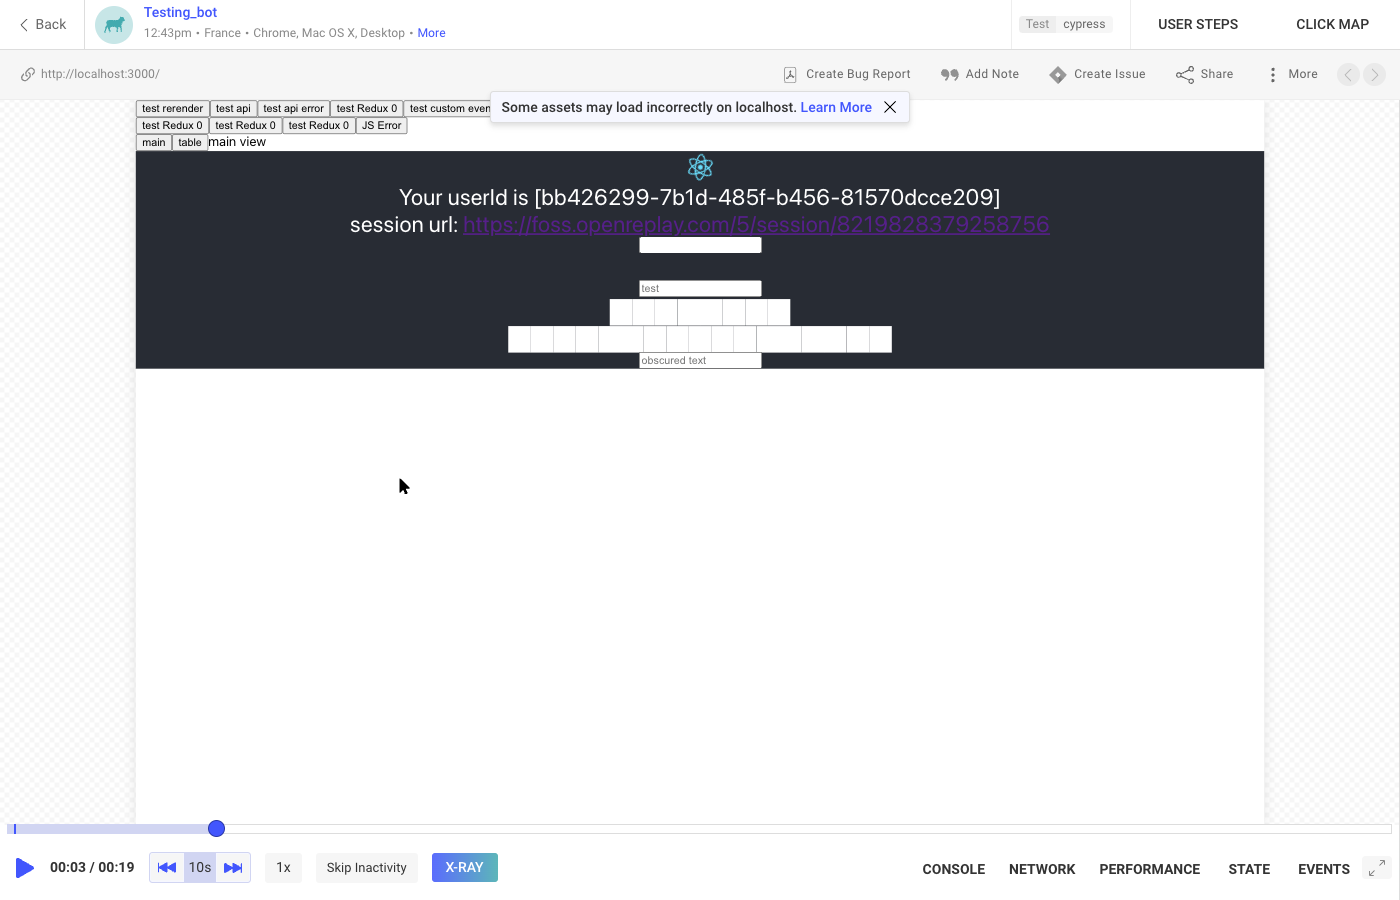 Back
Testing_bot
12:43pm • France • Chrome, Mac OS X, Desktop • More
Test cypress
USER STEPS
CLICK MAP
http://localhost:3000/
Create Bug Report
Add Note
Create Issue
Share
More
Some assets may load incorrectly on localhost. Learn More
test rerender test api test api error test Redux 0 test custom even
test Redux 0 test Redux 0 test Redux 0 JS Error
main table main view
Your userId is [bb426299-7b1d-485f-b456-81570dcce209]
session url: https://foss.openreplay.com/5/session/8219828379258756
test
obscured text
00:03 / 00:19
10s
1x
Skip Inactivity
X-RAY
CONSOLE
NETWORK
PERFORMANCE
STATE
EVENTS